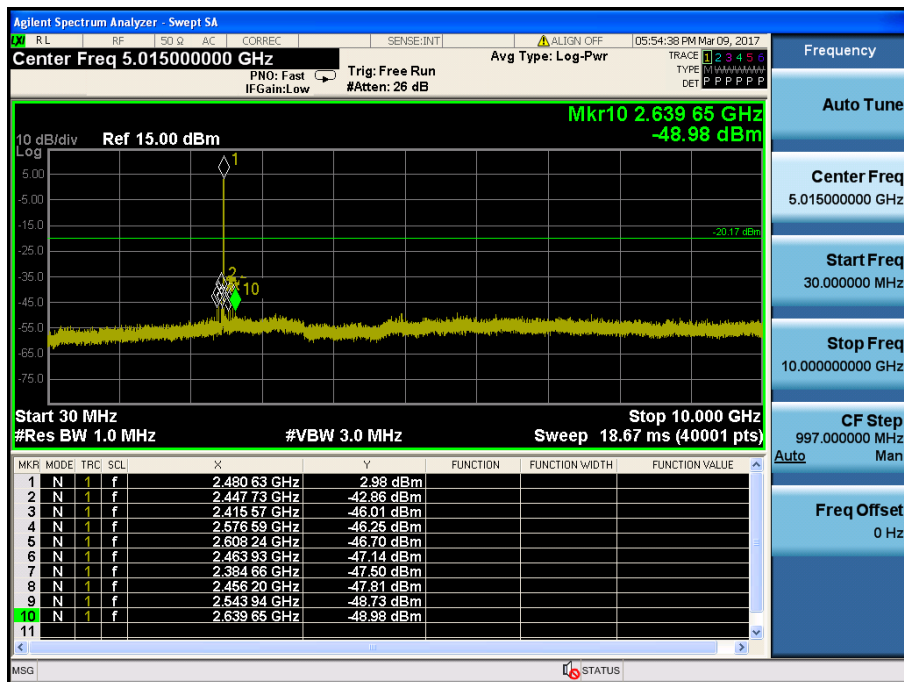 Agilent Spectrum Analyzer - Swept SA
LXI RL RF 50 Ω AC CORREC SENSE:INT ALIGN OFF 05:54:38 PM Mar 09, 2017
Center Freq 5.015000000 GHz
PNO: Fast
IFGain:Low
Trig: Free Run
#Atten: 26 dB
Avg Type: Log-Pwr
TRACE 1 2 3 4 5 6
TYPE MWWWWW
DET P P P P P P
Mkr10 2.639 65 GHz
-48.98 dBm
10 dB/div Ref 15.00 dBm
Log
5.00
-5.00
-15.0
-25.0
-35.0
-45.0
-55.0
-65.0
-75.0
1
-20.17 dBm
2
10
Start 30 MHz Stop 10.000 GHz
#Res BW 1.0 MHz #VBW 3.0 MHz Sweep 18.67 ms (40001 pts)
MKR MODE TRC SCL X Y FUNCTION FUNCTION WIDTH FUNCTION VALUE
1 N 1 f 2.480 63 GHz 2.98 dBm
2 N 1 f 2.447 73 GHz -42.86 dBm
3 N 1 f 2.415 57 GHz -46.01 dBm
4 N 1 f 2.576 59 GHz -46.25 dBm
5 N 1 f 2.608 24 GHz -46.70 dBm
6 N 1 f 2.463 93 GHz -47.14 dBm
7 N 1 f 2.384 66 GHz -47.50 dBm
8 N 1 f 2.456 20 GHz -47.81 dBm
9 N 1 f 2.543 94 GHz -48.73 dBm
10 N 1 f 2.639 65 GHz -48.98 dBm
11
MSG STATUS
Frequency
Auto Tune
Center Freq
5.015000000 GHz
Start Freq
30.000000 MHz
Stop Freq
10.000000000 GHz
CF Step
997.000000 MHz
Auto Man
Freq Offset
0 Hz